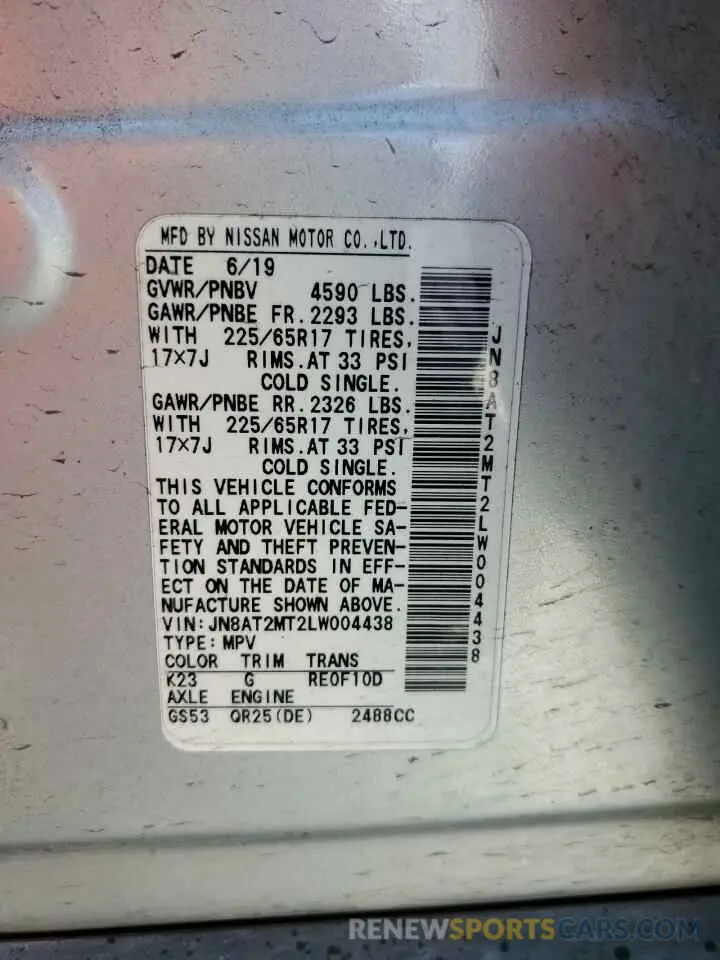 MFD BY NISSAN MOTOR CO.,LTD.
DATE 6/19
GVWR/PNBV 4590 LBS.
GAWR/PNBE FR. 2293 LBS.
WITH 225/65R17 TIRES,
17×7J RIMS.AT 33 PSI
COLD SINGLE.
GAWR/PNBE RR. 2326 LBS.
WITH 225/65R17 TIRES,
17×7J RIMS.AT 33 PSI
COLD SINGLE.
THIS VEHICLE CONFORMS
TO ALL APPLICABLE FED-
ERAL MOTOR VEHICLE SA-
FETY AND THEFT PREVEN-
TION STANDARDS IN EFF-
ECT ON THE DATE OF MA-
NUFACTURE SHOWN ABOVE.
VIN: JN8AT2MT2LW004438
TYPE: MPV
COLOR TRIM TRANS
K23 G RE0F10D
AXLE ENGINE
GS53 QR25(DE) 2488CC
JN8AT2MT2LW004438
RENEWSPORTSCARS.COM